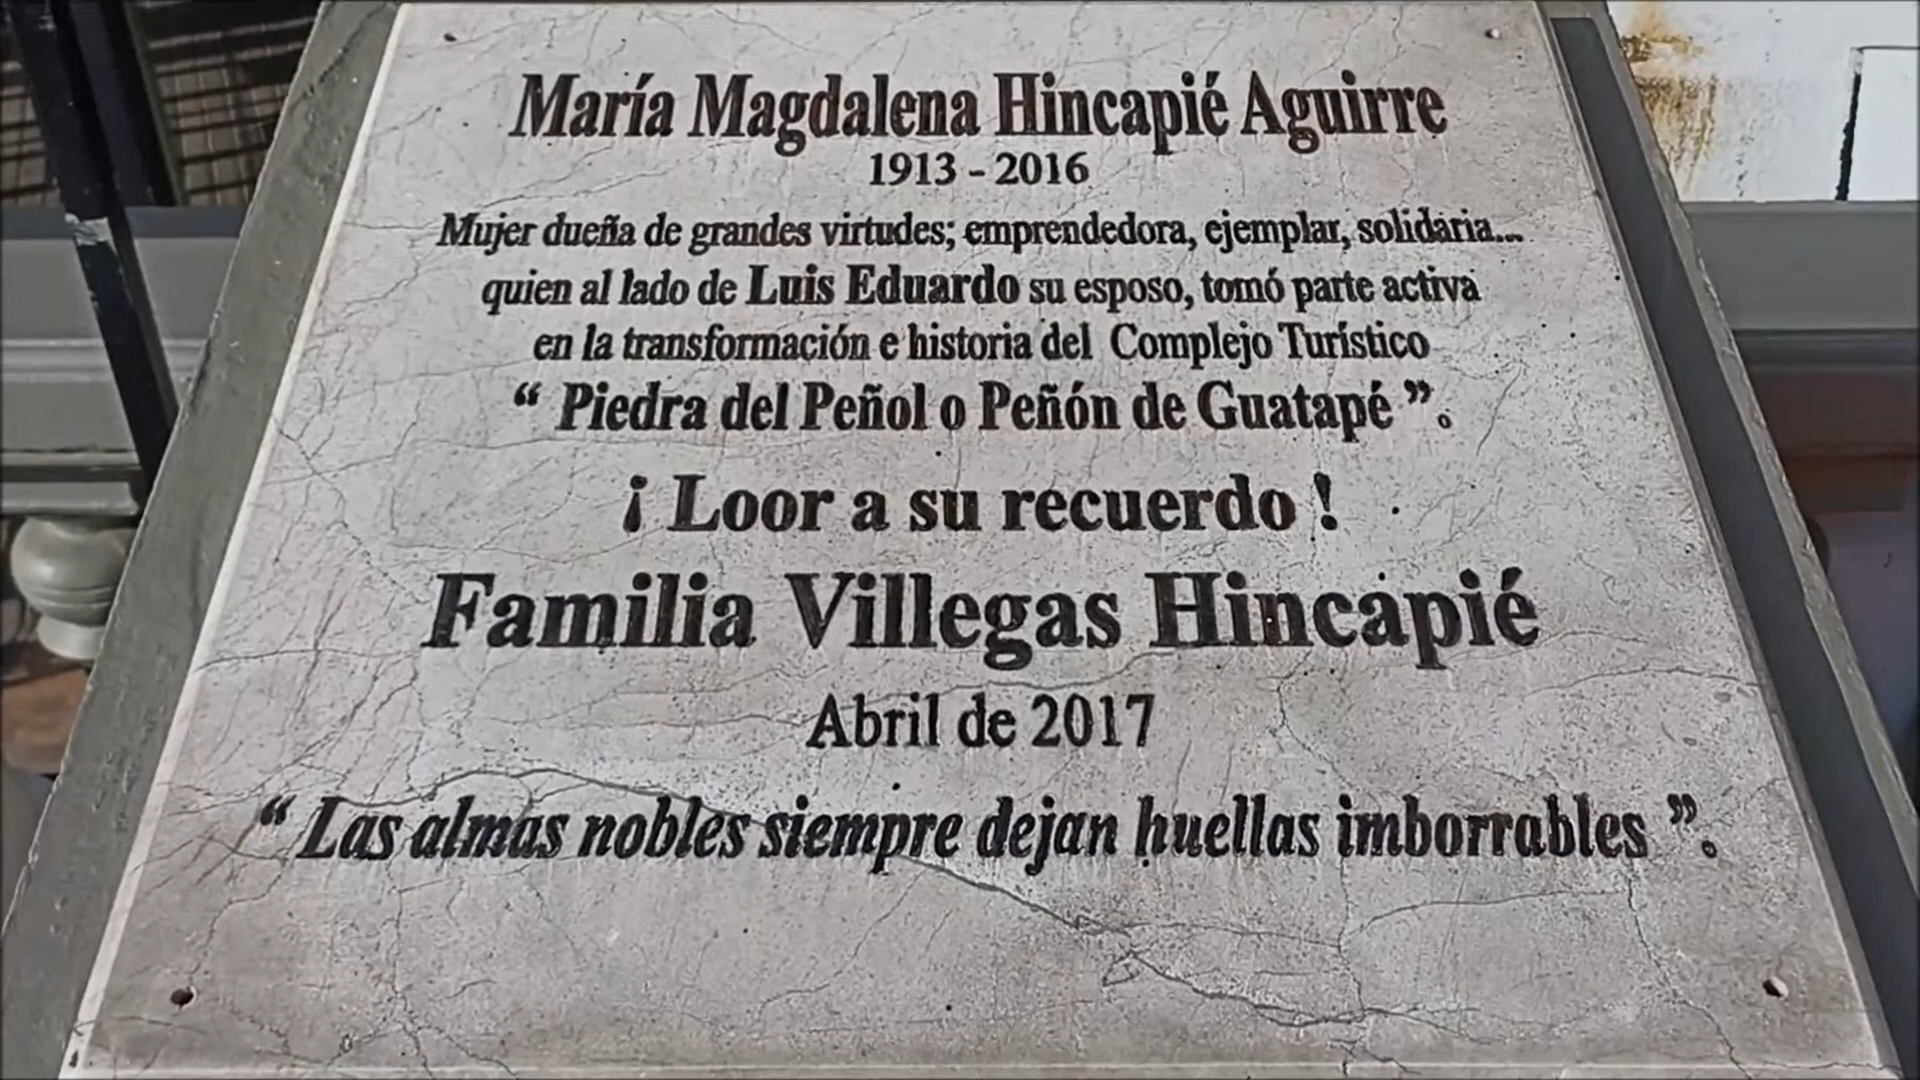 María Magdalena Hincapié Aguirre
1913 - 2016
Mujer dueña de grandes virtudes; emprendedora, ejemplar, solidaria...
quien al lado de Luis Eduardo su esposo, tomó parte activa
en la transformación e historia del Complejo Turístico
“ Piedra del Peñol o Peñón de Guatapé ”.
¡ Loor a su recuerdo !
Familia Villegas Hincapié
Abril de 2017
“ Las almas nobles siempre dejan huellas imborrables ”.